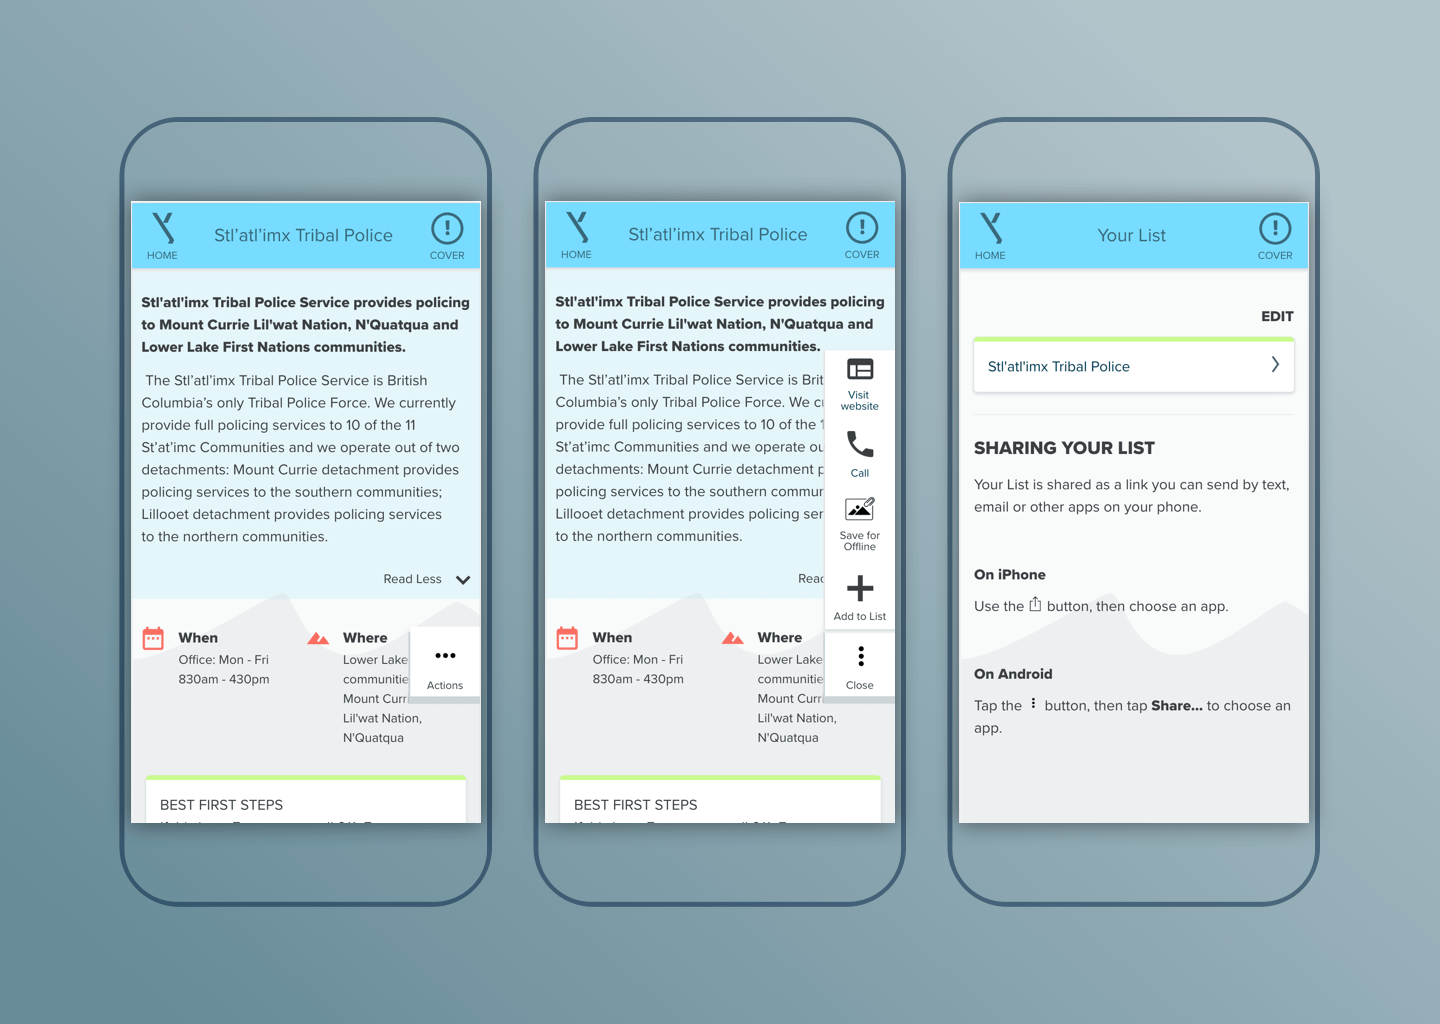 HOME
Stl’atl’imx Tribal Police
COVER
Stl'atl'imx Tribal Police Service provides policing
to Mount Currie Lil'wat Nation, N'Quatqua and
Lower Lake First Nations communities.
The Stl’atl’imx Tribal Police Service is British
Columbia’s only Tribal Police Force. We currently
provide full policing services to 10 of the 11
St’at’imc Communities and we operate out of two
detachments: Mount Currie detachment provides
policing services to the southern communities;
Lillooet detachment provides policing services
to the northern communities.
Read Less
When
Office: Mon - Fri
830am - 430pm
Where
Lower Lake
communitie
Mount Curr
Lil'wat Nation,
N'Quatqua
Actions
BEST FIRST STEPS
HOME
Stl’atl’imx Tribal Police
COVER
Stl'atl'imx Tribal Police Service provides policing
to Mount Currie Lil'wat Nation, N'Quatqua and
Lower Lake First Nations communities.
The Stl’atl’imx Tribal Police Service is Brit
Columbia’s only Tribal Police Force. We cu
provide full policing services to 10 of the 1
St’at’imc Communities and we operate ou
detachments: Mount Currie detachment p
policing services to the southern commur
Lillooet detachment provides policing ser
to the northern communities.
Read
Visit
website
Call
Save for
Offline
Add to List
Close
When
Office: Mon - Fri
830am - 430pm
Where
Lower Lake
communitie
Mount Curr
Lil'wat Nation,
N'Quatqua
BEST FIRST STEPS
HOME
Your List
COVER
EDIT
Stl'atl'imx Tribal Police
SHARING YOUR LIST
Your List is shared as a link you can send by text,
email or other apps on your phone.
On iPhone
Use the button, then choose an app.
On Android
Tap the button, then tap Share... to choose an
app.